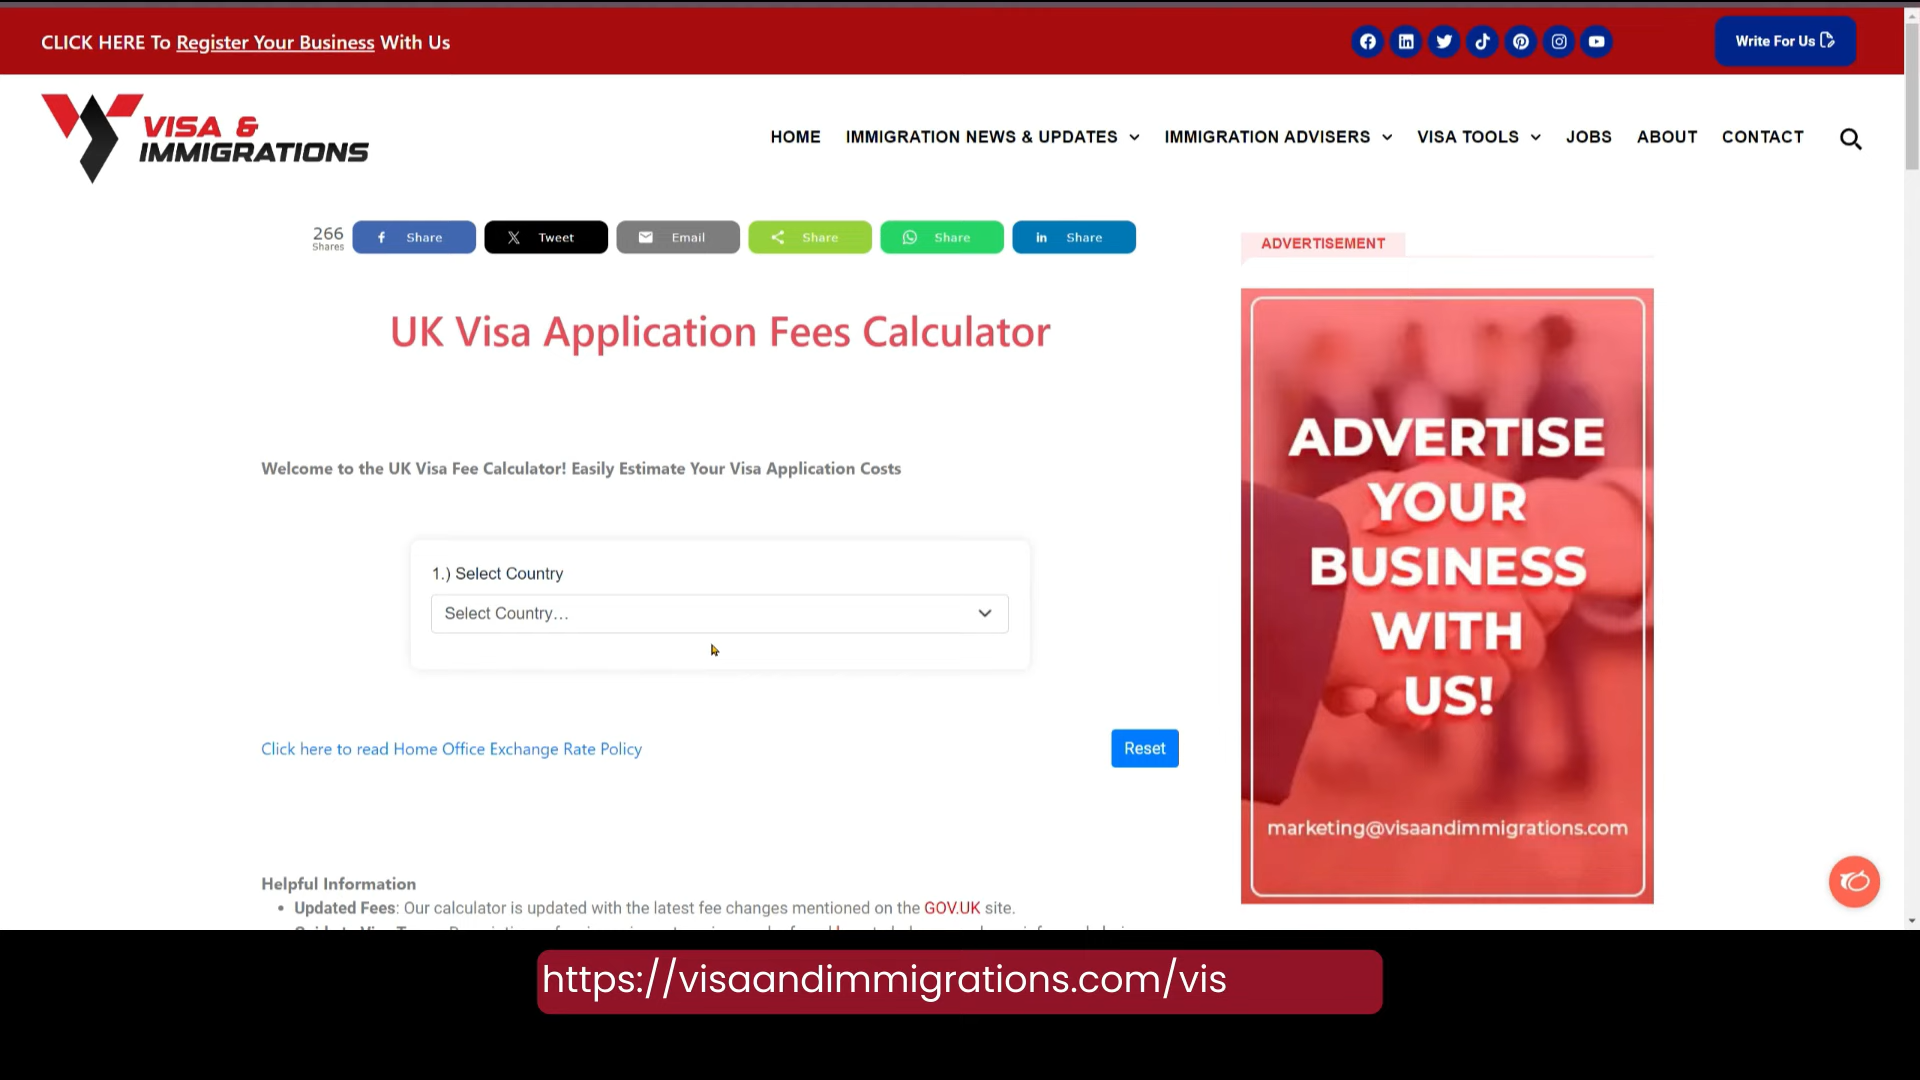 CLICK HERE To Register Your Business With Us
Write For Us
VISA &
IMMIGRATIONS
HOME
IMMIGRATION NEWS & UPDATES
IMMIGRATION ADVISERS
VISA TOOLS
JOBS
ABOUT
CONTACT
266
Shares
Share
Tweet
Email
Share
Share
Share
ADVERTISEMENT
UK Visa Application Fees Calculator
Welcome to the UK Visa Fee Calculator! Easily Estimate Your Visa Application Costs
1.) Select Country
Select Country...
Click here to read Home Office Exchange Rate Policy
Reset
ADVERTISE
YOUR
BUSINESS
WITH
US!
marketing@visaandimmigrations.com
Helpful Information
• Updated Fees: Our calculator is updated with the latest fee changes mentioned on the GOV.UK site.
https://visaandimmigrations.com/vis